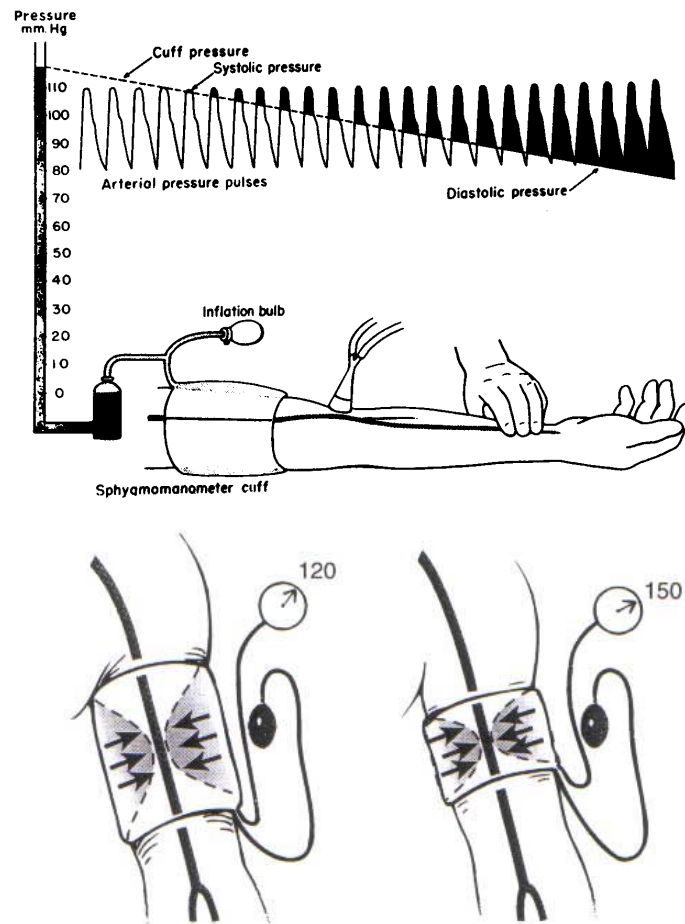 Pressure
mm. Hg
Cuff pressure
Systolic pressure
110
100
90
80
70
60
50
40
30
20
10
0
Arterial pressure pulses
Diastolic pressure
Inflation bulb
Sphygmomanometer cuff
120
150